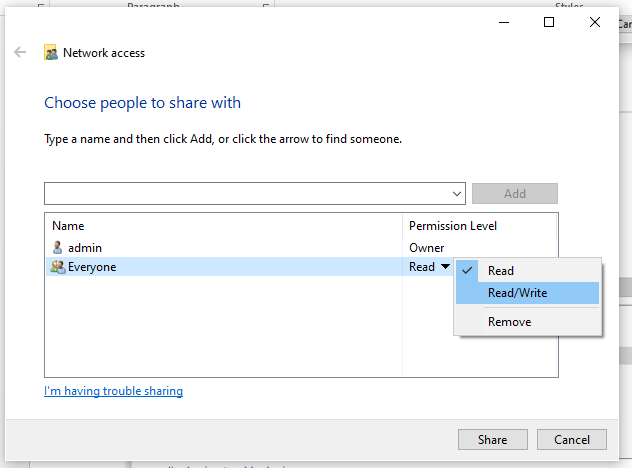 Paragraph
Network access
Choose people to share with
Type a name and then click Add, or click the arrow to find someone.
Add
Name Permission Level
admin Owner
Everyone Read
Read
Read/Write
Remove
I'm having trouble sharing
Share Cancel